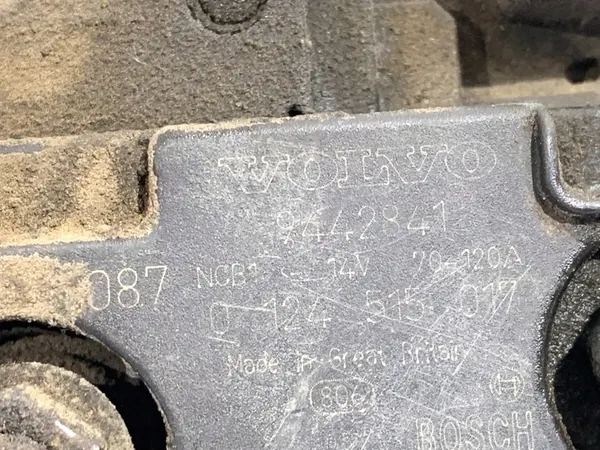 VOLVO
9442841
087 NCB1 14V 70-120A
0 124 515 017
Made in Great Britain
806
BOSCH